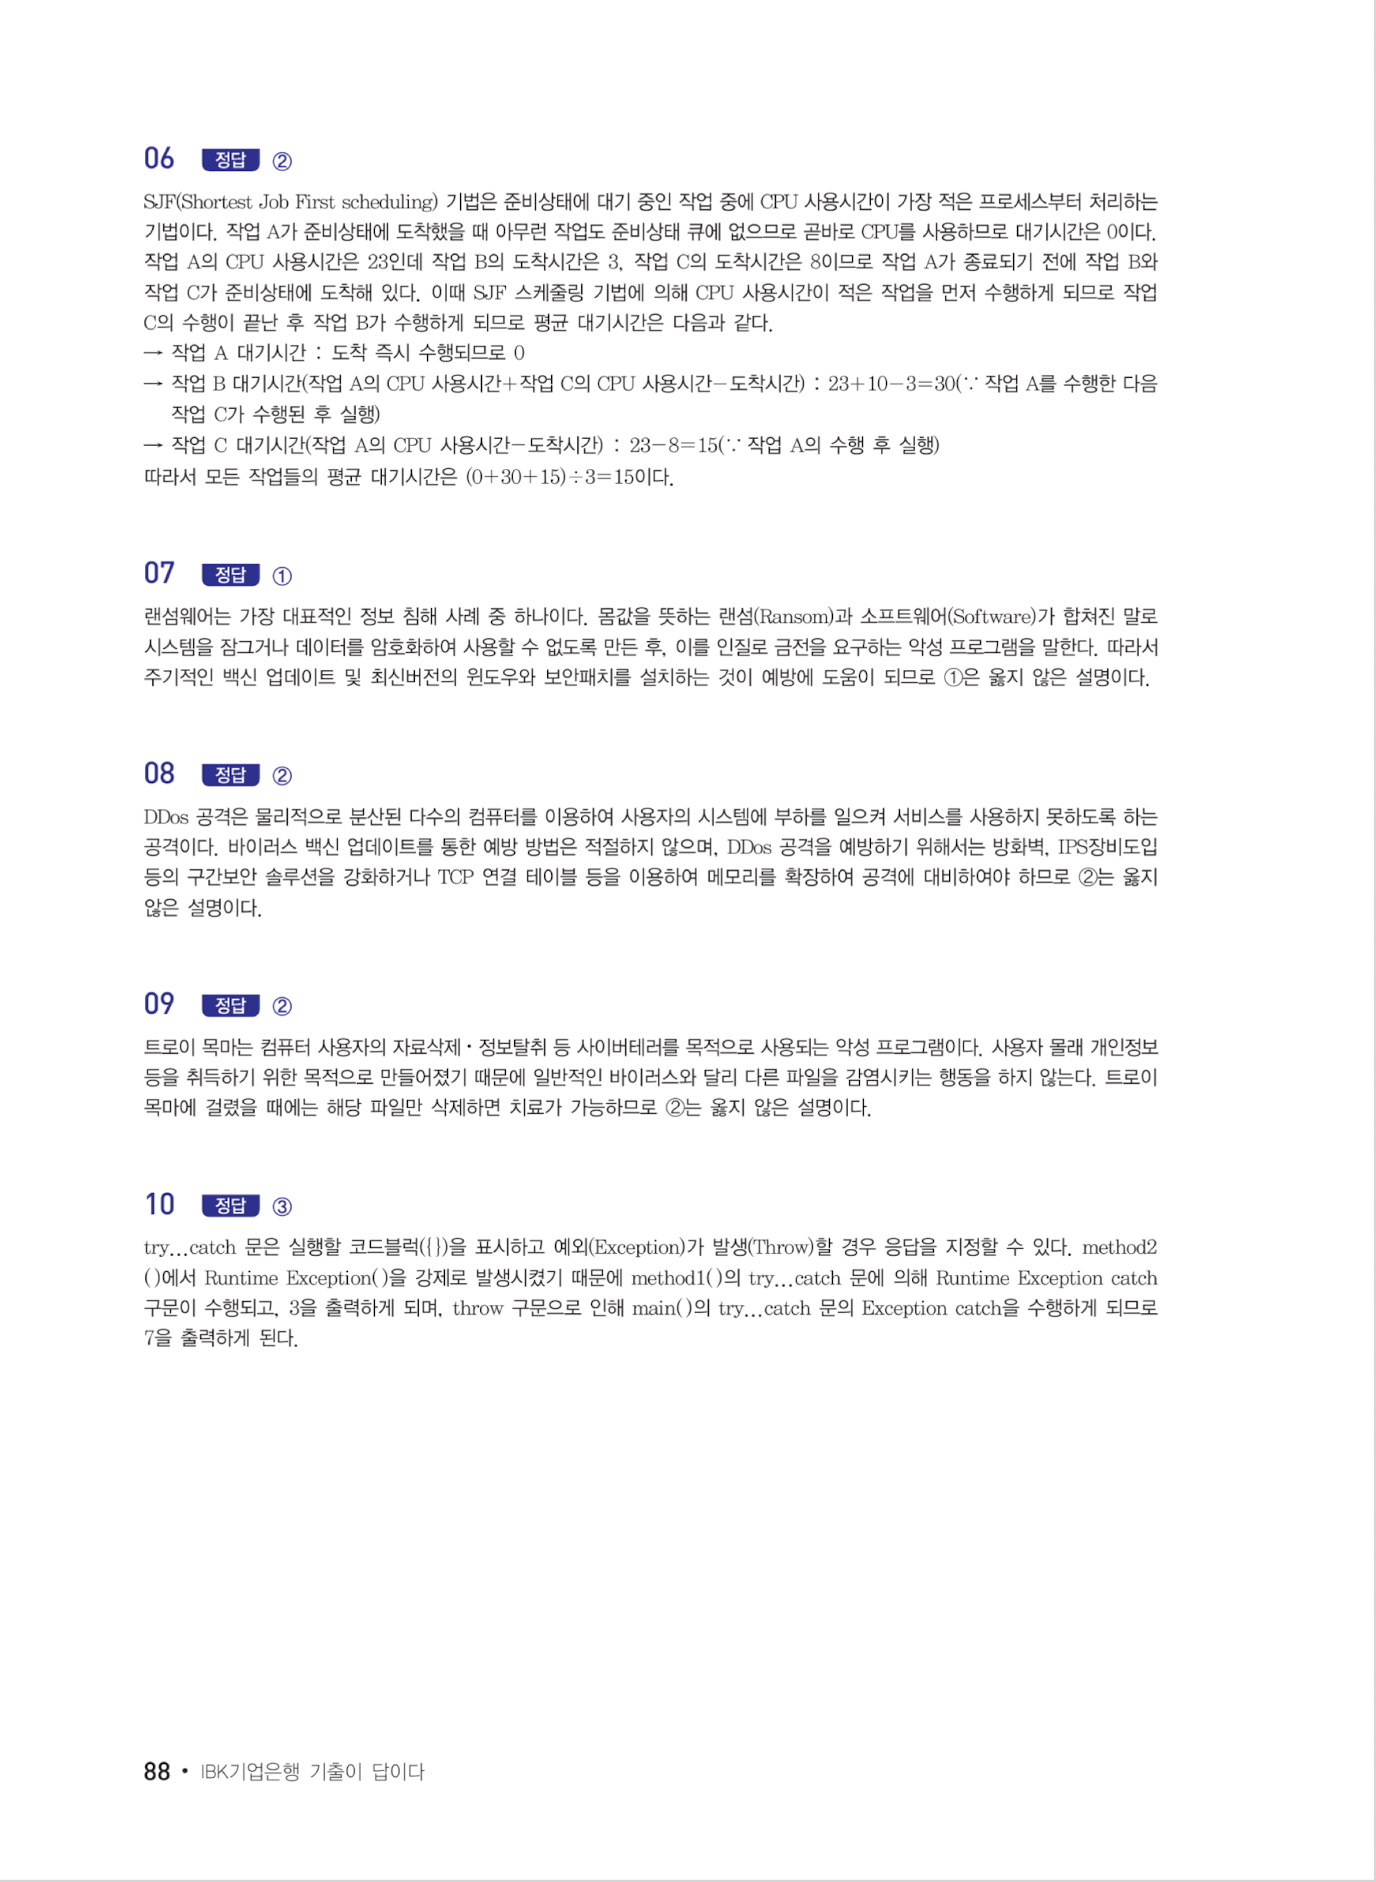 06 정답 ②
SJF(Shortest Job First scheduling) 기법은 준비상태에 대기 중인 작업 중에 CPU 사용시간이 가장 적은 프로세스부터 처리하는
기법이다. 작업 A가 준비상태에 도착했을 때 아무런 작업도 준비상태 큐에 없으므로 곧바로 CPU를 사용하므로 대기시간은 0이다.
작업 A의 CPU 사용시간은 23인데 작업 B의 도착시간은 3, 작업 C의 도착시간은 8이므로 작업 A가 종료되기 전에 작업 B와
작업 C가 준비상태에 도착해 있다. 이때 SJF 스케줄링 기법에 의해 CPU 사용시간이 적은 작업을 먼저 수행하게 되므로 작업
C의 수행이 끝난 후 작업 B가 수행하게 되므로 평균 대기시간은 다음과 같다.
→ 작업 A 대기시간 : 도착 즉시 수행되므로 0
→ 작업 B 대기시간(작업 A의 CPU 사용시간+작업 C의 CPU 사용시간-도착시간) : 23+10-3=30(∵ 작업 A를 수행한 다음
작업 C가 수행된 후 실행)
→ 작업 C 대기시간(작업 A의 CPU 사용시간-도착시간) : 23-8=15(∵ 작업 A의 수행 후 실행)
따라서 모든 작업들의 평균 대기시간은 (0+30+15)÷3=15이다.
07 정답 ①
랜섬웨어는 가장 대표적인 정보 침해 사례 중 하나이다. 몸값을 뜻하는 랜섬(Ransom)과 소프트웨어(Software)가 합쳐진 말로
시스템을 잠그거나 데이터를 암호화하여 사용할 수 없도록 만든 후, 이를 인질로 금전을 요구하는 악성 프로그램을 말한다. 따라서
주기적인 백신 업데이트 및 최신버전의 윈도우와 보안패치를 설치하는 것이 예방에 도움이 되므로 ①은 옳지 않은 설명이다.
08 정답 ②
DDos 공격은 물리적으로 분산된 다수의 컴퓨터를 이용하여 사용자의 시스템에 부하를 일으켜 서비스를 사용하지 못하도록 하는
공격이다. 바이러스 백신 업데이트를 통한 예방 방법은 적절하지 않으며, DDos 공격을 예방하기 위해서는 방화벽, IPS장비도입
등의 구간보안 솔루션을 강화하거나 TCP 연결 테이블 등을 이용하여 메모리를 확장하여 공격에 대비하여야 하므로 ②는 옳지
않은 설명이다.
09 정답 ②
트로이 목마는 컴퓨터 사용자의 자료삭제·정보탈취 등 사이버테러를 목적으로 사용되는 악성 프로그램이다. 사용자 몰래 개인정보
등을 취득하기 위한 목적으로 만들어졌기 때문에 일반적인 바이러스와 달리 다른 파일을 감염시키는 행동을 하지 않는다. 트로이
목마에 걸렸을 때에는 해당 파일만 삭제하면 치료가 가능하므로 ②는 옳지 않은 설명이다.
10 정답 ③
try…catch 문은 실행할 코드블럭({ })을 표시하고 예외(Exception)가 발생(Throw)할 경우 응답을 지정할 수 있다. method2
( )에서 Runtime Exception( )을 강제로 발생시켰기 때문에 method1( )의 try…catch 문에 의해 Runtime Exception catch
구문이 수행되고, 3을 출력하게 되며, throw 구문으로 인해 main( )의 try…catch 문의 Exception catch을 수행하게 되므로
7을 출력하게 된다.
88 • IBK기업은행 기출이 답이다